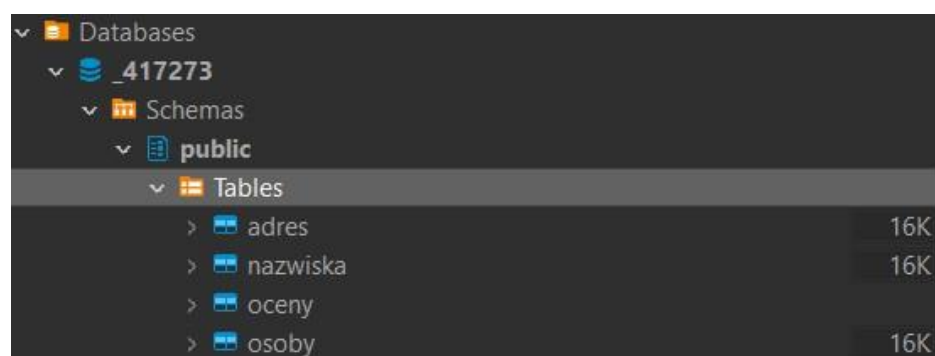 Databases
_417273
Schemas
public
Tables
adres 16K
nazwiska 16K
oceny
osoby 16K